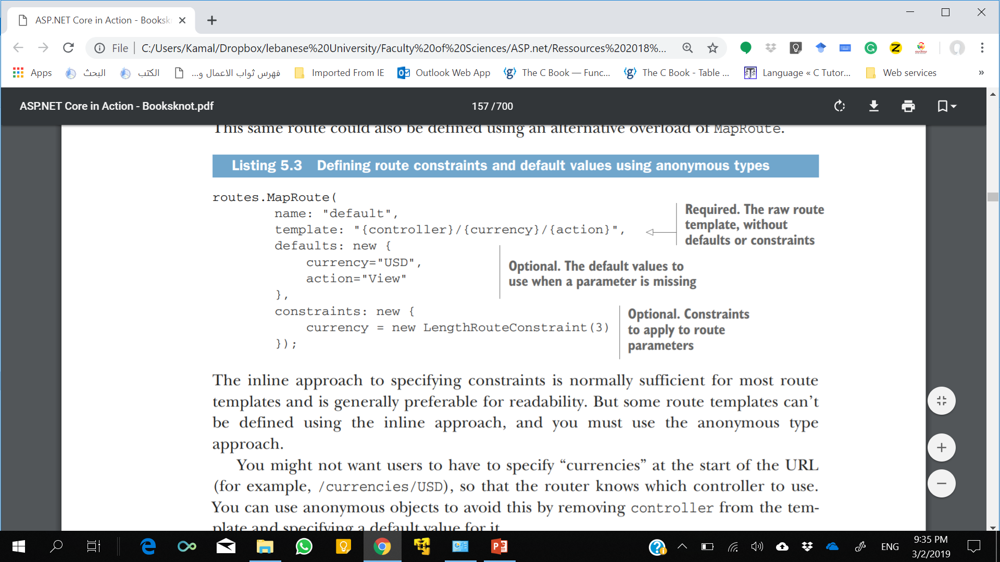 ASP.NET Core in Action - Booksk
File
C:/Users/Kamal/Dropbox/lebanese%20University/Faculty%20of%20Sciences/ASP.net/Ressources%202018%...
Apps
البحث
الكتب
فهرس ثواب الاعمال و...
Imported From IE
Outlook Web App
The C Book — Func...
The C Book - Table ...
Language « C Tutor...
Web services
»
ASP.NET Core in Action - Booksknot.pdf
157 / 700
This same route could also be defined using an alternative overload of MapRoute.
Listing 5.3 Defining route constraints and default values using anonymous types
routes.MapRoute(
name: "default",
template: "{controller}/{currency}/{action}",
defaults: new {
currency="USD",
action="View"
},
constraints: new {
currency = new LengthRouteConstraint(3)
});
Required. The raw route
template, without
defaults or constraints
Optional. The default values to
use when a parameter is missing
Optional. Constraints
to apply to route
parameters
The inline approach to specifying constraints is normally sufficient for most route
templates and is generally preferable for readability. But some route templates can’t
be defined using the inline approach, and you must use the anonymous type
approach.
You might not want users to have to specify “currencies” at the start of the URL
(for example, /currencies/USD), so that the router knows which controller to use.
You can use anonymous objects to avoid this by removing controller from the tem-
plate and specifying a default value for it
ENG
9:35 PM
3/2/2019